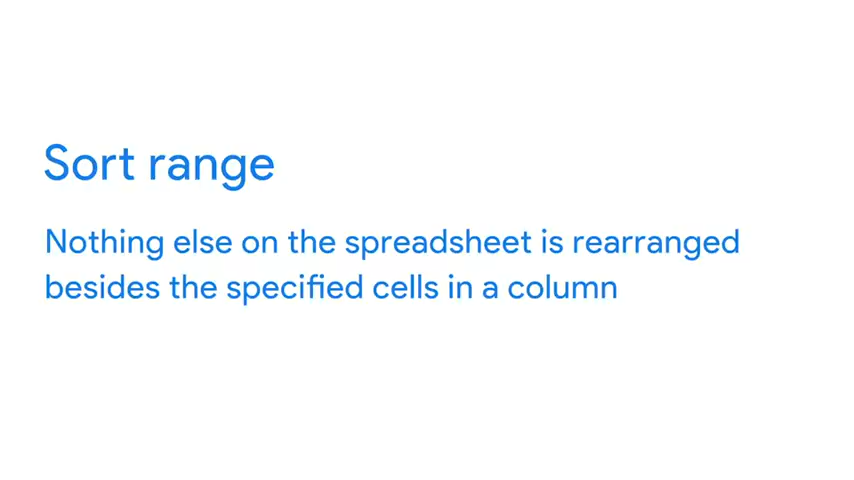 Sort range
Nothing else on the spreadsheet is rearranged
besides the specified cells in a column